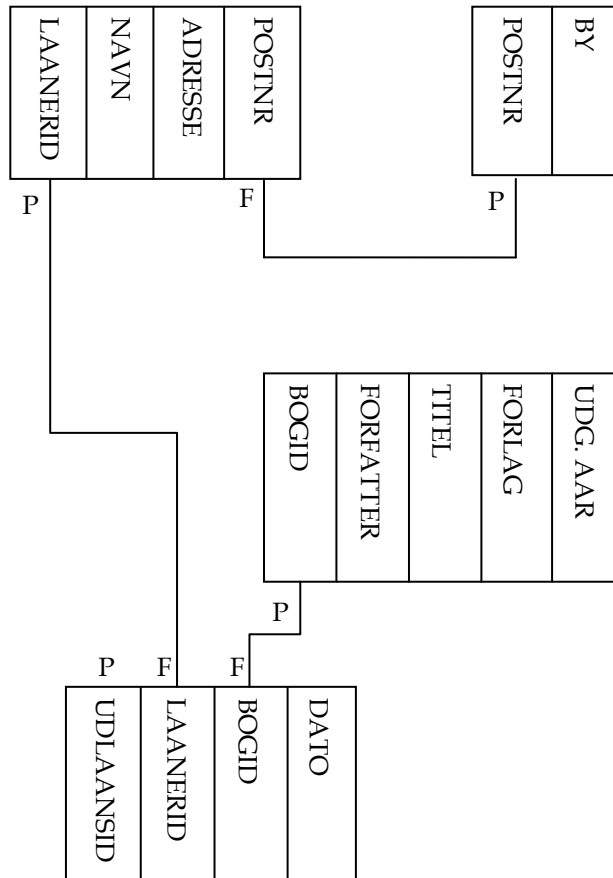 LAANERID
NAVN
ADRESSE
POSTNR
POSTNR
BY
P
F
P
BOGID
FORFATTER
TITEL
FORLAG
UDG. AAR
P
P
F
F
UDLAANSID
LAANERID
BOGID
DATO